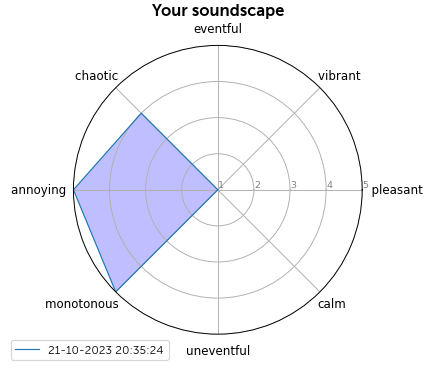 Your soundscape
eventful
chaotic
vibrant
annoying
1 2 3 4 5
pleasant
monotonous
calm
21-10-2023 20:35:24
uneventful